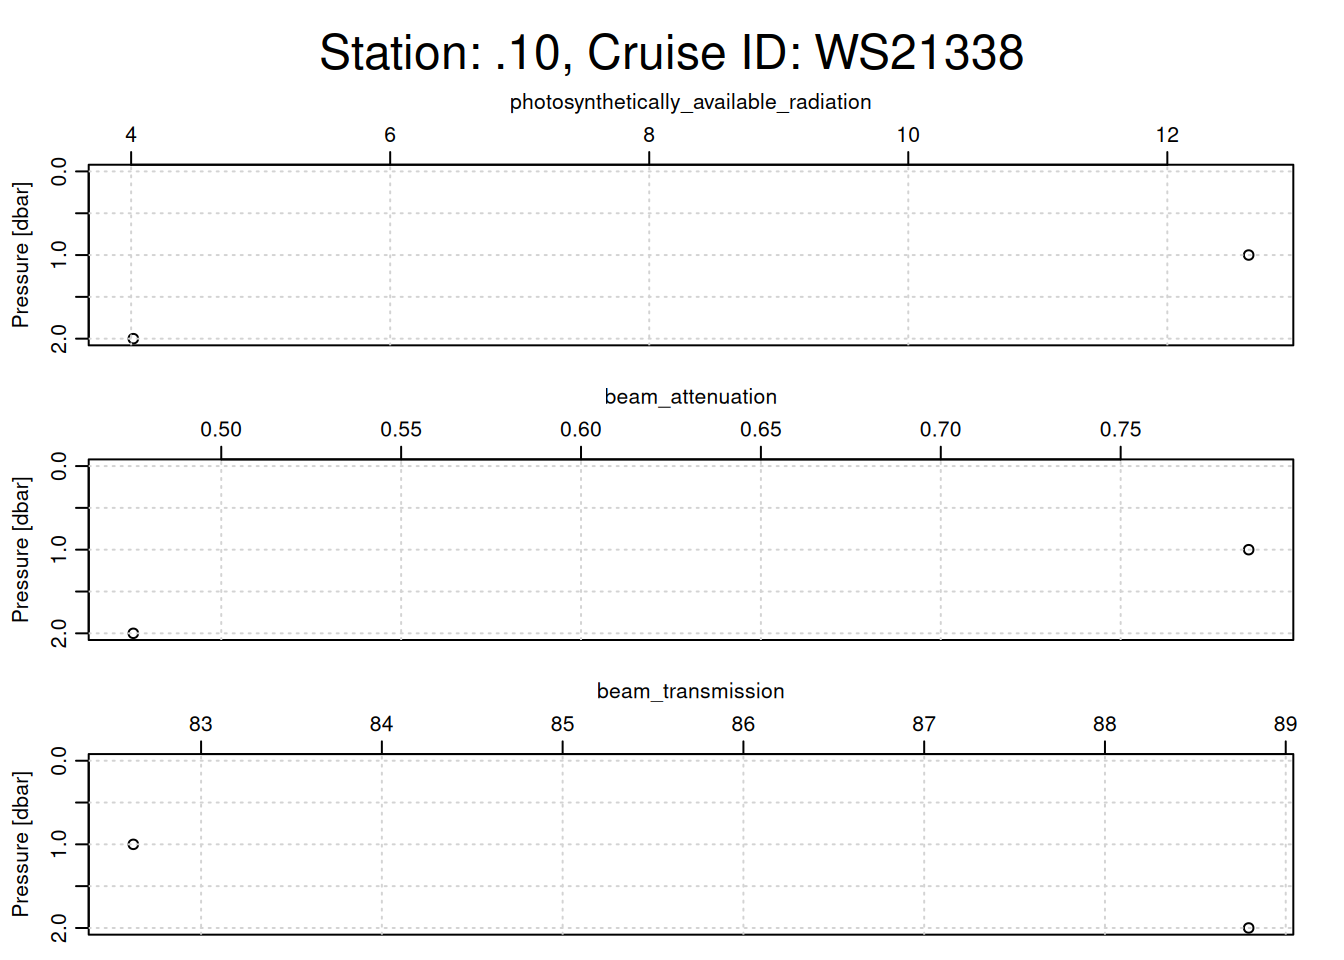 Station: .10, Cruise ID: WS21338
photosynthetically_available_radiation
4 6 8 10 12
Pressure [dbar]
0.0
1.0
2.0
beam_attenuation
0.50 0.55 0.60 0.65 0.70 0.75
Pressure [dbar]
0.0
1.0
2.0
beam_transmission
83 84 85 86 87 88 89
Pressure [dbar]
0.0
1.0
2.0